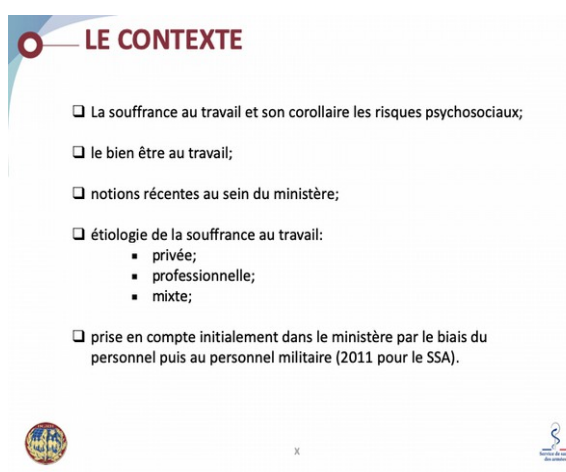 LE CONTEXTE
La souffrance au travail et son corollaire les risques psychosociaux;
le bien être au travail;
notions récentes au sein du ministère;
étiologie de la souffrance au travail:
privée;
professionnelle;
mixte;
prise en compte initialement dans le ministère par le biais du
personnel puis au personnel militaire (2011 pour le SSA).
X
Service de